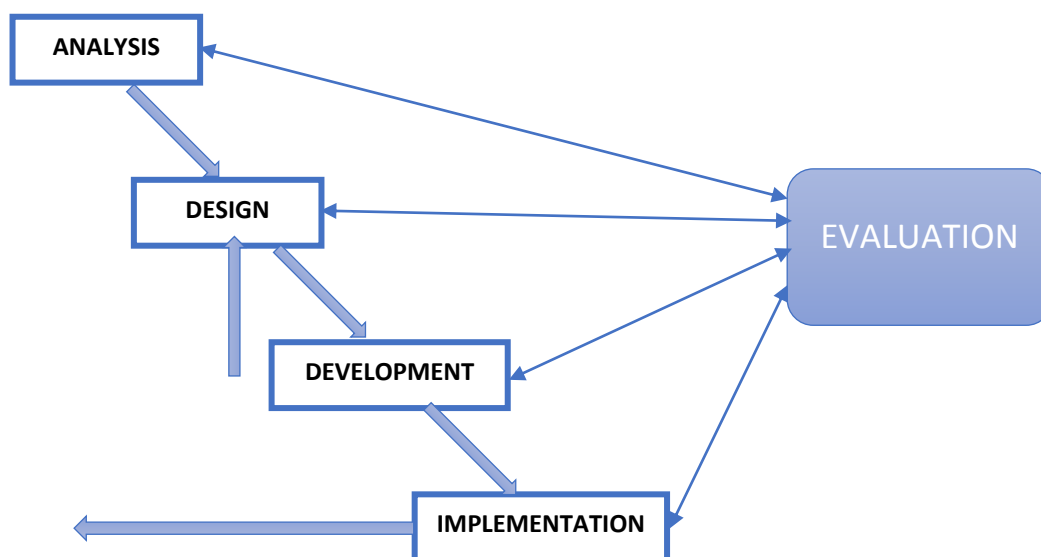 ANALYSIS
DESIGN
EVALUATION
DEVELOPMENT
IMPLEMENTATION